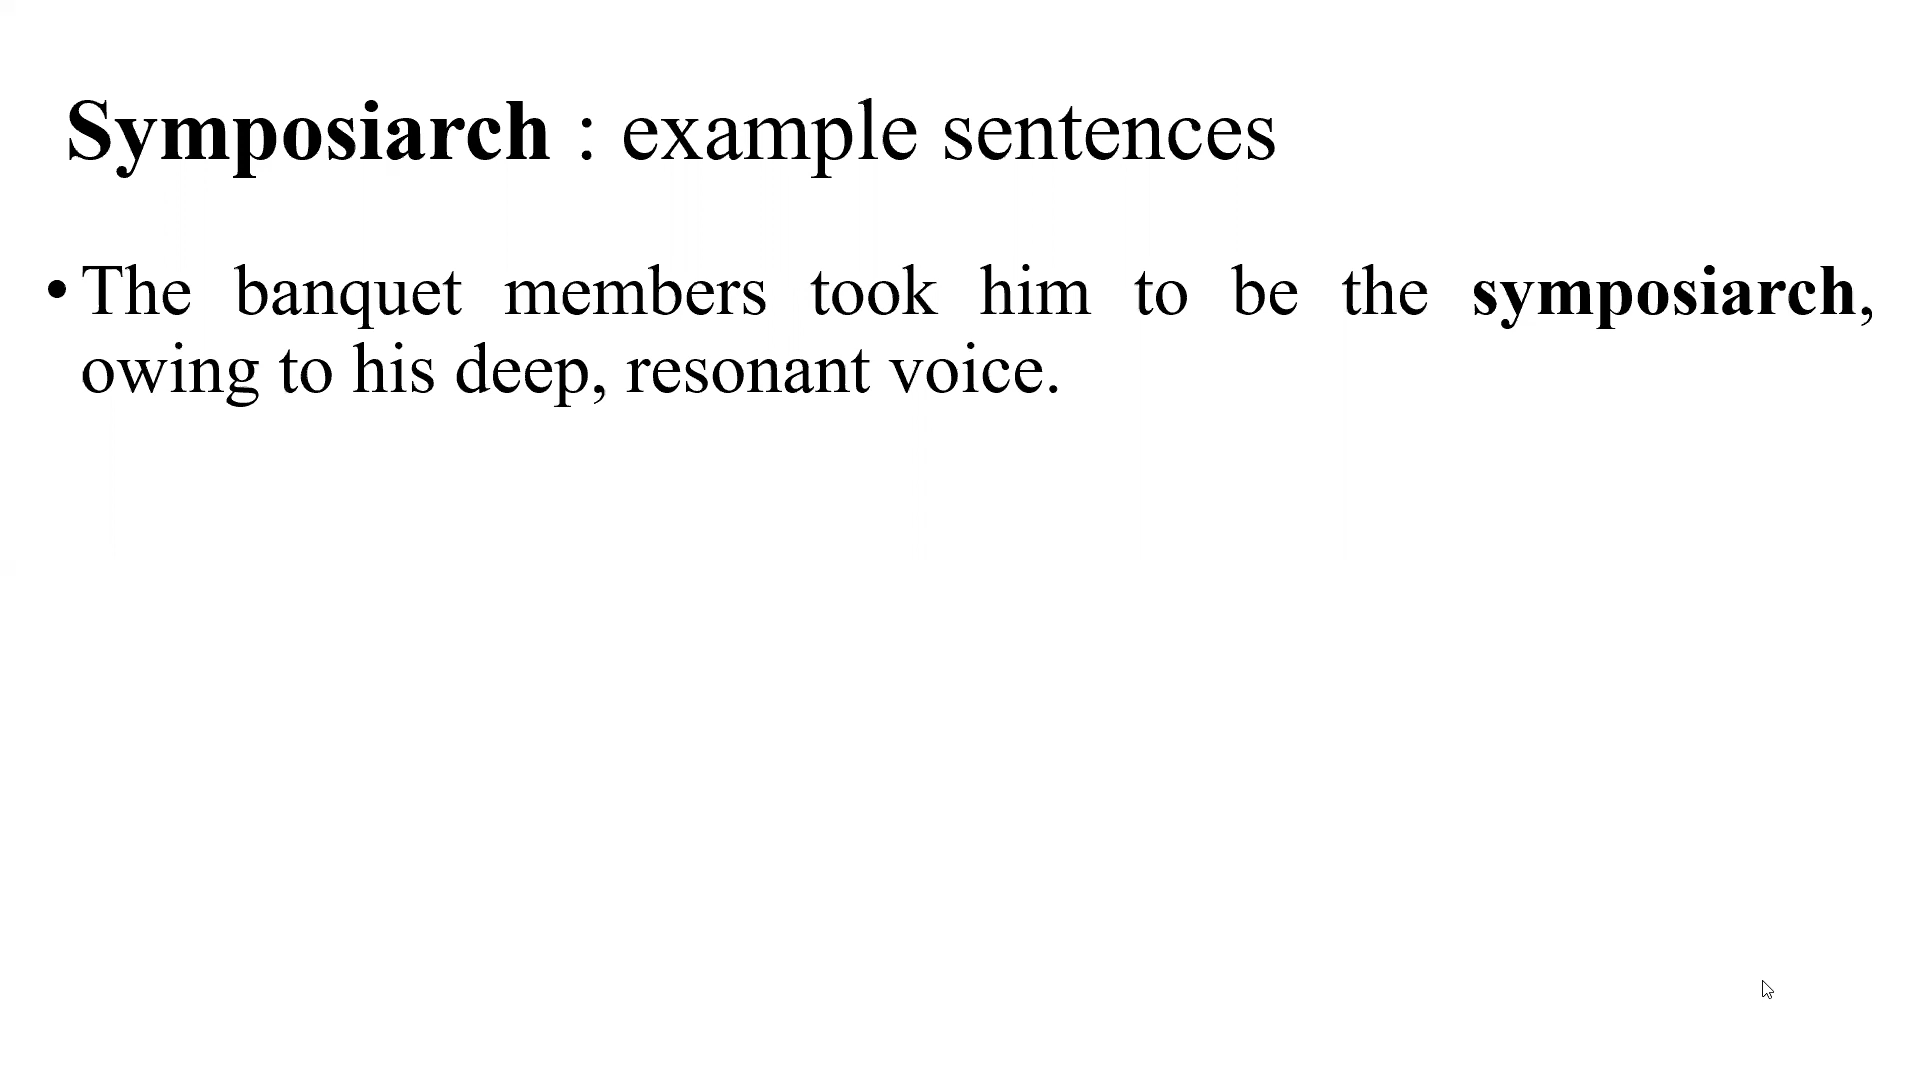 Symposiarch : example sentences
• The banquet members took him to be the symposiarch,
owing to his deep, resonant voice.